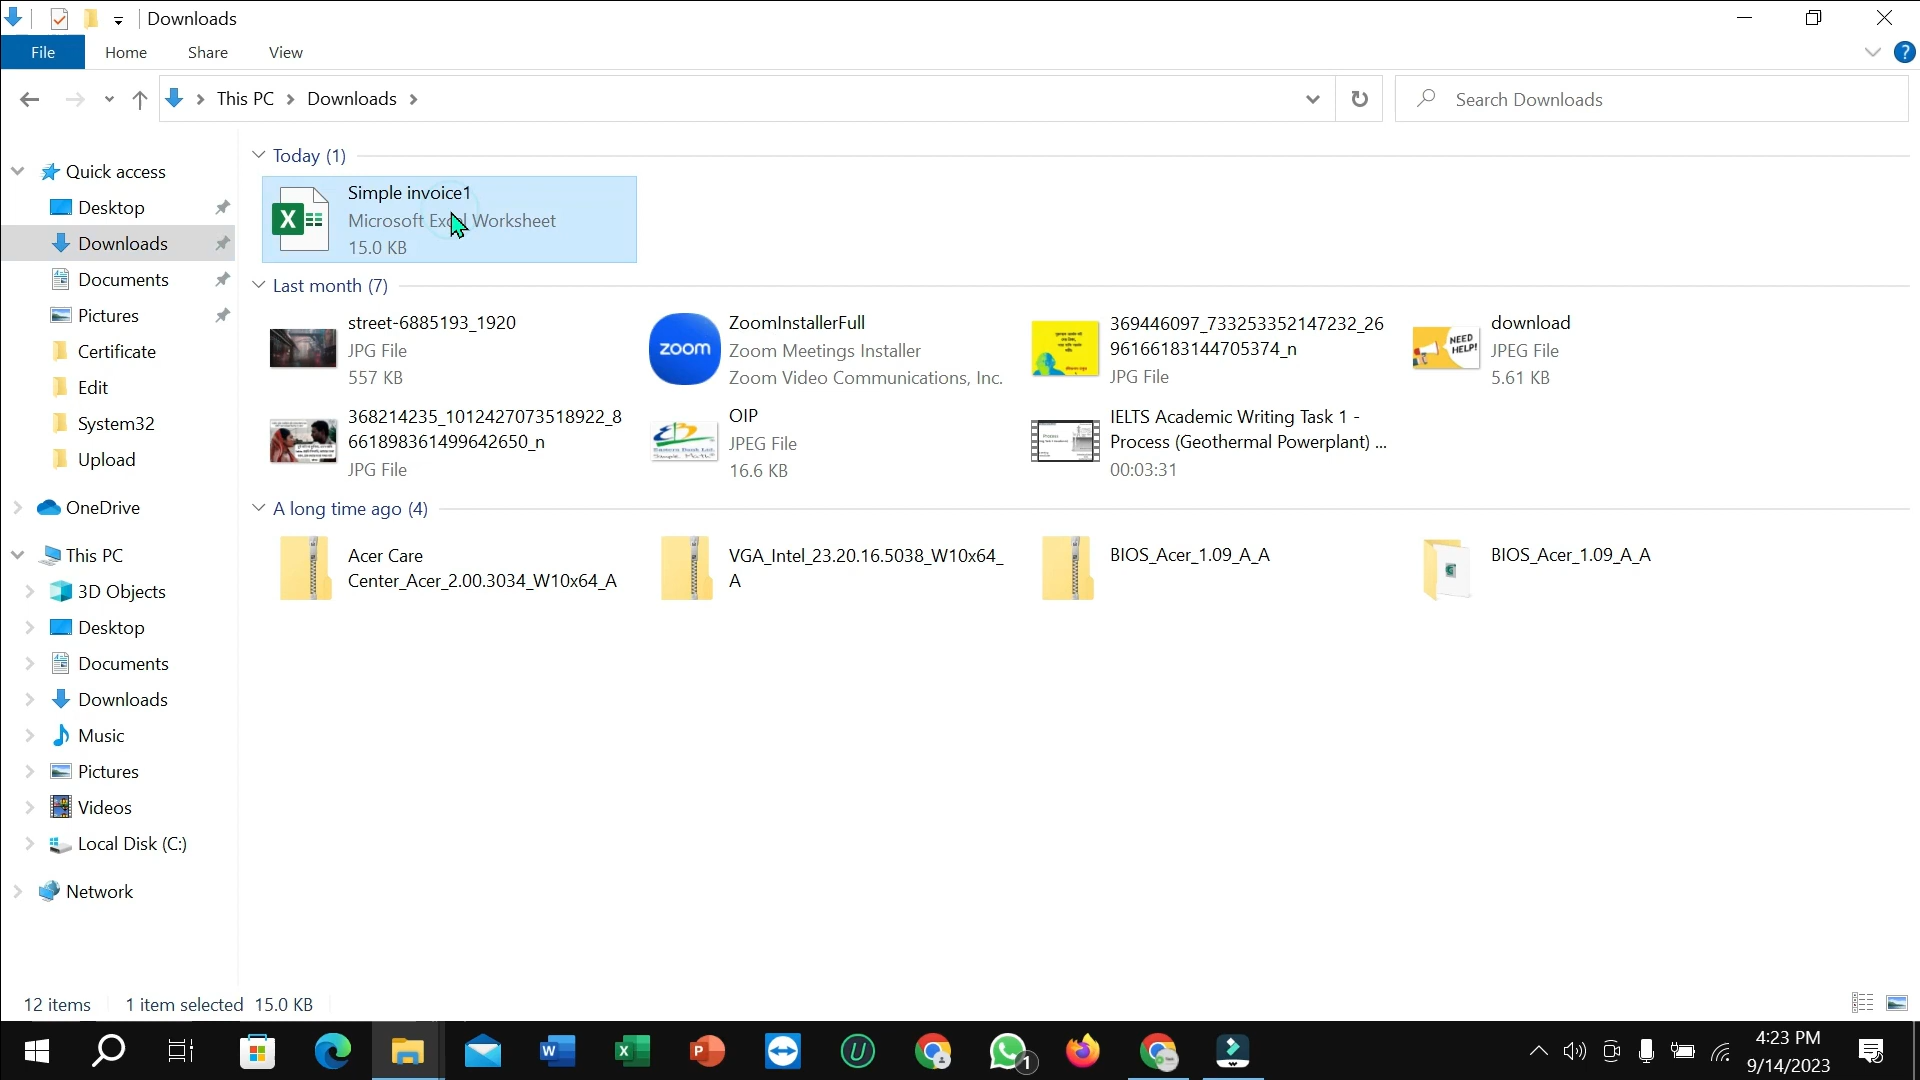 Downloads
File Home Share View
This PC Downloads
Search Downloads
Quick access
Desktop
Downloads
Documents
Pictures
Certificate
Edit
System32
Upload
OneDrive
This PC
3D Objects
Desktop
Documents
Downloads
Music
Pictures
Videos
Local Disk (C:)
Network
Today (1)
Simple invoice1
Microsoft Excel Worksheet
15.0 KB
Last month (7)
street-6885193_1920
JPG File
557 KB
zoom
ZoomInstallerFull
Zoom Meetings Installer
Zoom Video Communications, Inc.
369446097_733253352147232_26
96166183144705374_n
JPG File
NEED
HELP!
download
JPEG File
5.61 KB
368214235_1012427073518922_8
661898361499642650_n
JPG File
OIP
JPEG File
16.6 KB
IELTS Academic Writing Task 1 -
Process (Geothermal Powerplant) ...
00:03:31
A long time ago (4)
Acer Care
Center_Acer_2.00.3034_W10x64_A
VGA_Intel_23.20.16.5038_W10x64_
A
BIOS_Acer_1.09_A_A
BIOS_Acer_1.09_A_A
12 items 1 item selected 15.0 KB
1
4:23 PM
9/14/2023